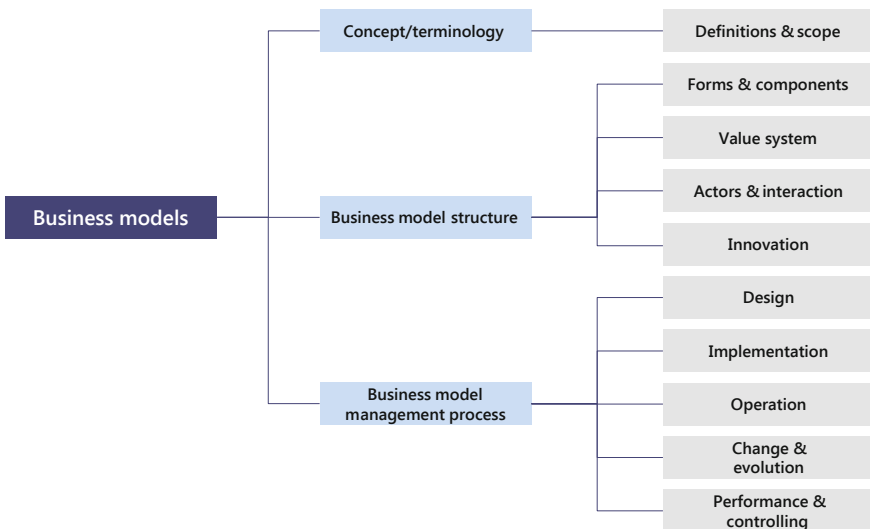 Concept/terminology
Definitions & scope
Forms & components
Value system
Actors & interaction
Business models
Business model structure
Innovation
Design
Implementation
Business model
management process
Operation
Change &
evolution
Performance &
controlling